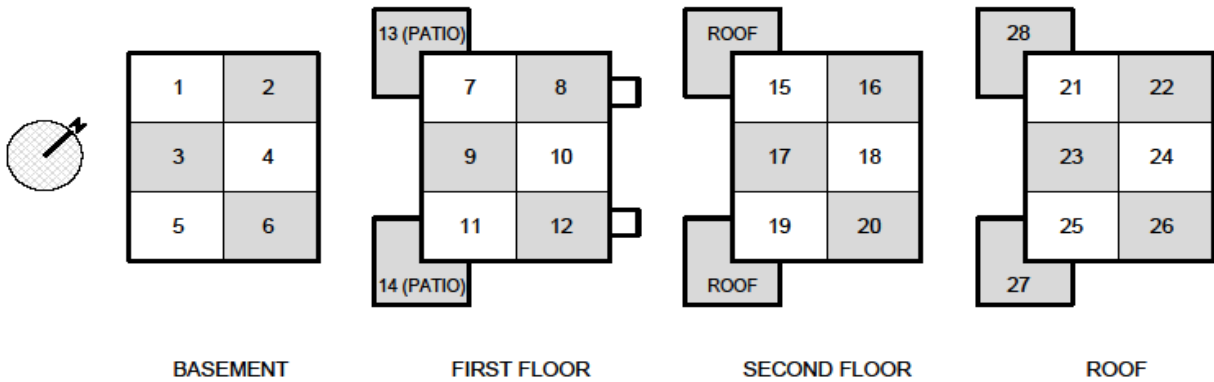 N
1 2
3 4
5 6
BASEMENT
13 (PATIO)
7 8
9 10
11 12
14 (PATIO)
FIRST FLOOR
ROOF
15 16
17 18
19 20
ROOF
SECOND FLOOR
28
21 22
23 24
25 26
27
ROOF